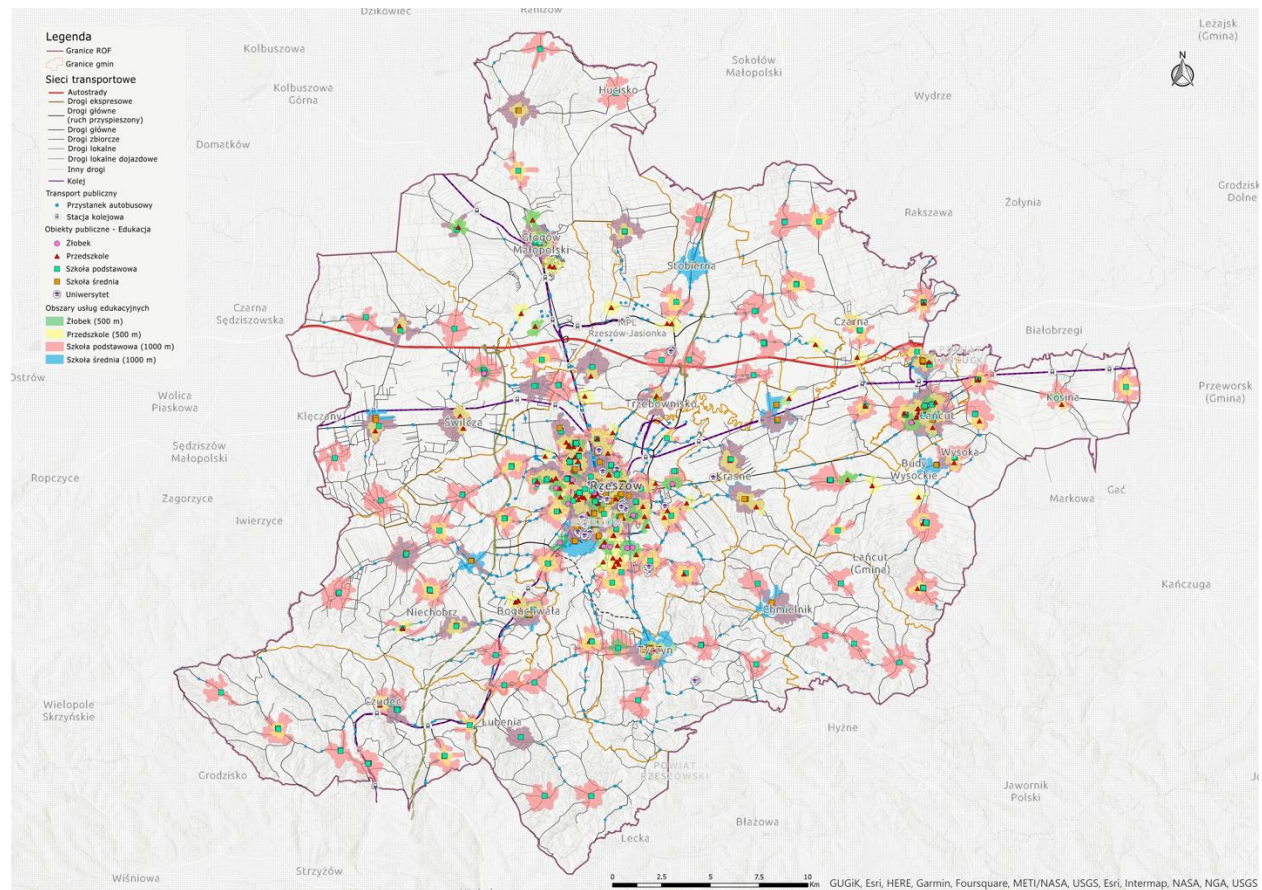 Dzikowiec
Raniżów
Leżajsk
(Gmina)
Legenda
Granice ROF
Granice gmin
Sieci transportowe
Autostrady
Drogi ekspresowe
Drogi główne
(ruch przyspieszony)
Drogi główne
Drogi zbiorcze
Drogi lokalne
Drogi lokalne dojazdowe
Inny drogi
Kolej
Transport publiczny
Przystanek autobusowy
Stacja kolejowa
Obiekty publiczne - Edukacja
Żłobek
Przedszkole
Szkoła podstawowa
Szkoła średnia
Uniwersytet
Obszary usług edukacyjnych
Żłobek (500 m)
Przedszkole (500 m)
Szkoła podstawowa (1000 m)
Szkoła średnia (1000 m)
Kolbuszowa
Sokołów
Małopolski
N
Kolbuszowa
Górna
Hucisko
Wydrze
Domatków
Grodzisk
Dolne
Żołynia
Rakszawa
Głogów
Małopolski
Stobierna
Czarna
Sędziszowska
MPL
Rzeszów-Jasionka
Czarna
Białobrzegi
POWIAT
Ostrów
Wolica
Piaskowa
Klęczany
Świlcza
Trzebownisko
Łańcut
Kosina
Przeworsk
(Gmina)
Sędziszów
Małopolski
Wysoka
Budy
Wysockie
Ropczyce
Zagorzyce
Rzeszów
Krasne
Markowa
Gać
Iwierzyce
Łańcut
(Gmina)
Kańczuga
Niechobrz
Boguchwała
Chmielnik
Tyczyn
Wielopole
Skrzyńskie
Czudec
Lubenia
Hyżne
Grodzisko
POWIAT
RZESZOWSKI
Jawornik
Polski
Błażowa
Lecka
Strzyżów
Wiśniowa
0 2.5 5 7.5 10
Km
GUGiK, Esri, HERE, Garmin, Foursquare, METI/NASA, USGS, Esri, Intermap, NASA, NGA, USGS